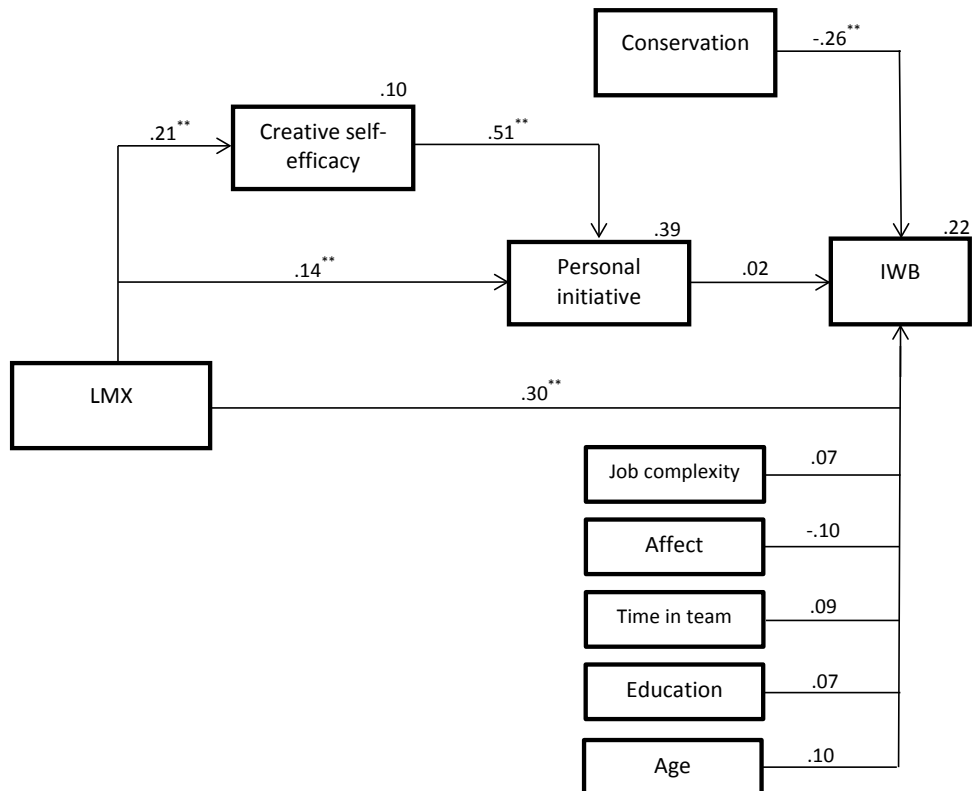 Conservation
-.26**
.10
.21**
Creative self-
efficacy
.51**
.39
.22
.14**
Personal
initiative
.02
IWB
LMX
.30**
Job complexity
.07
Affect
-.10
Time in team
.09
Education
.07
Age
.10